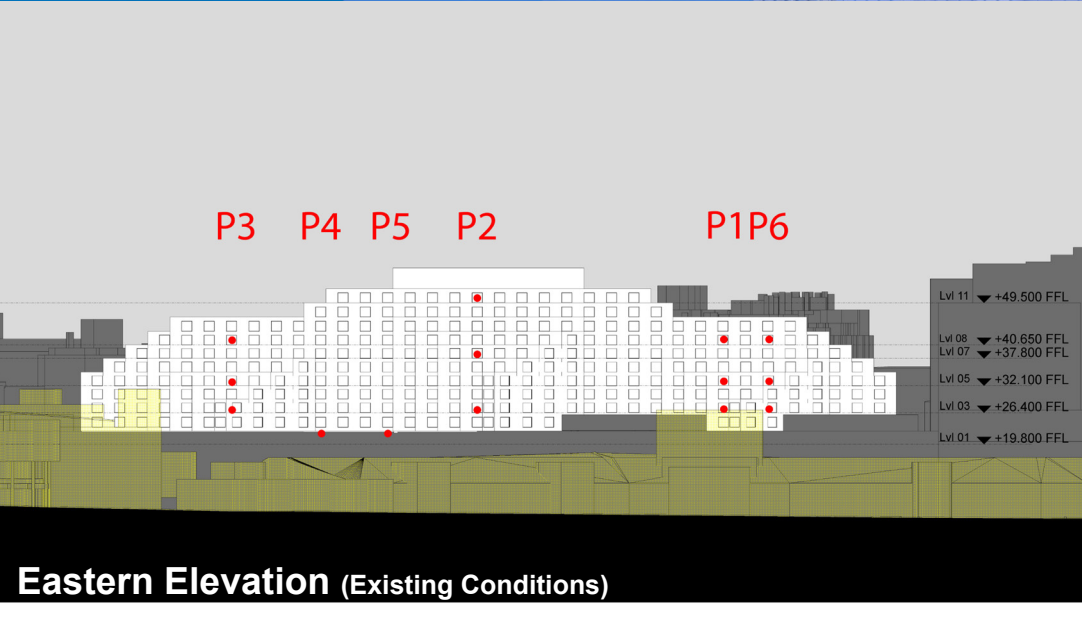 P3 P4 P5 P2 P1 P6
Lvl 11 +49.500 FFL
Lvl 08 +40.650 FFL
Lvl 07 +37.800 FFL
Lvl 05 +32.100 FFL
Lvl 03 +26.400 FFL
Lvl 01 +19.800 FFL
Eastern Elevation (Existing Conditions)